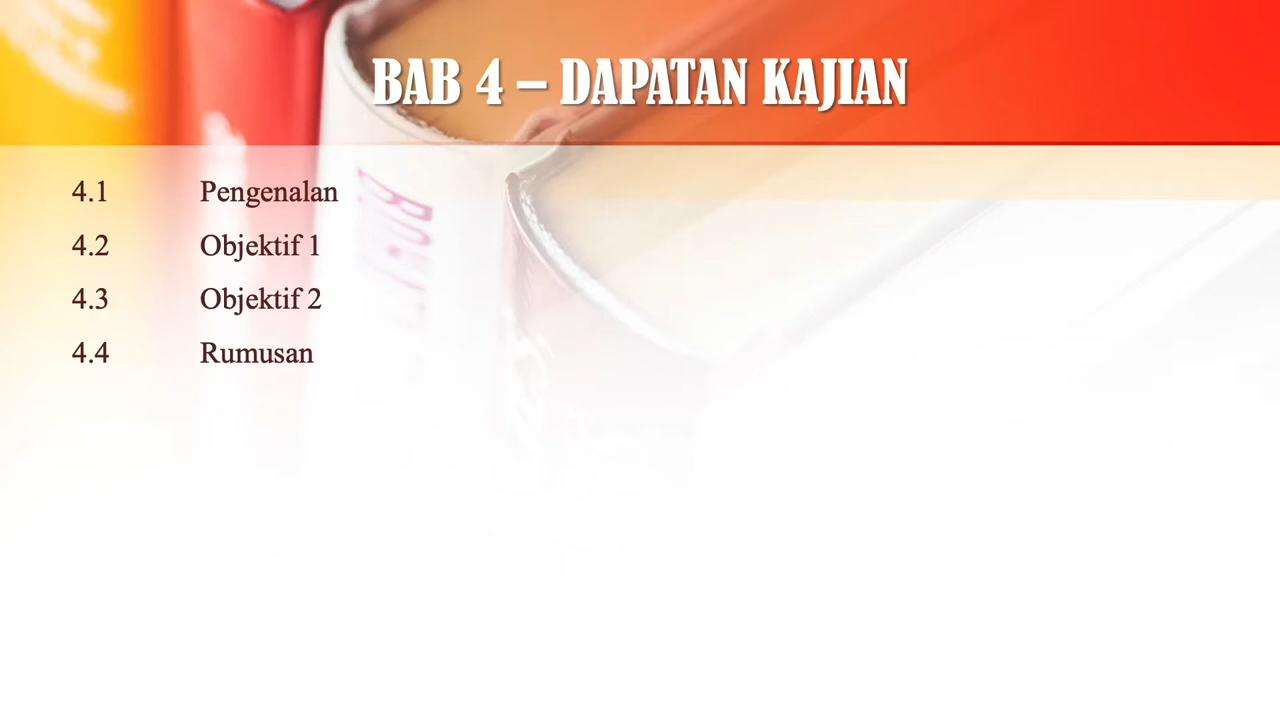 BAB 4 – DAPATAN KAJIAN
4.1 Pengenalan
4.2 Objektif 1
4.3 Objektif 2
4.4 Rumusan